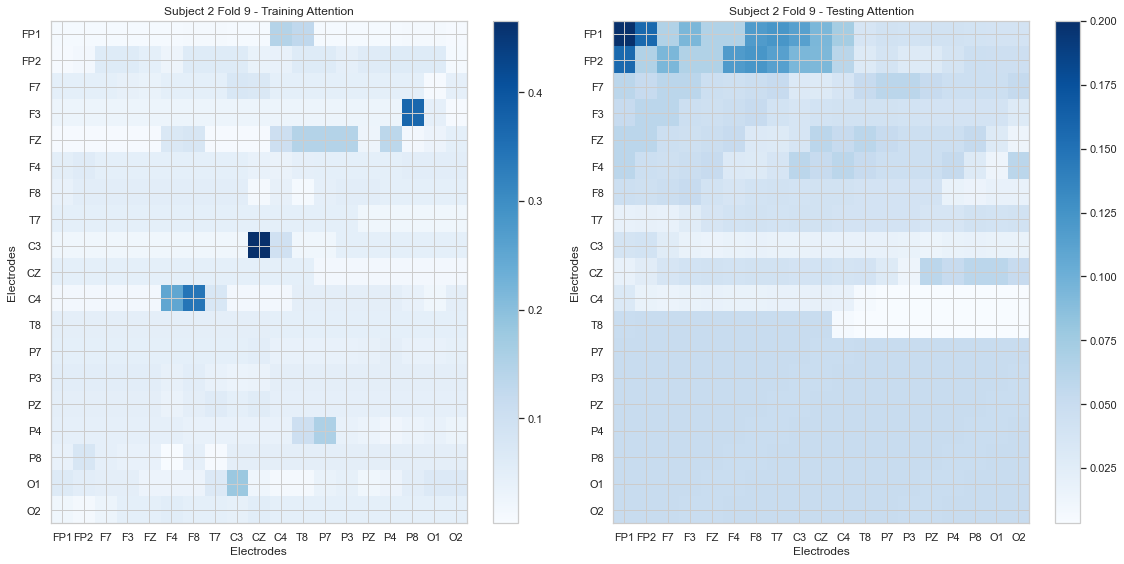 Subject 2 Fold 9 - Training Attention
FP1
FP2
F7
F3
FZ
F4
F8
T7
C3
CZ
C4
T8
P7
P3
PZ
P4
P8
O1
O2
Electrodes
FP1 FP2 F7 F3 FZ F4 F8 T7 C3 CZ C4 T8 P7 P3 PZ P4 P8 O1 O2
Electrodes
0.4
0.3
0.2
0.1
Subject 2 Fold 9 - Testing Attention
FP1
FP2
F7
F3
FZ
F4
F8
T7
C3
CZ
C4
T8
P7
P3
PZ
P4
P8
O1
O2
Electrodes
FP1 FP2 F7 F3 FZ F4 F8 T7 C3 CZ C4 T8 P7 P3 PZ P4 P8 O1 O2
Electrodes
0.200
0.175
0.150
0.125
0.100
0.075
0.050
0.025